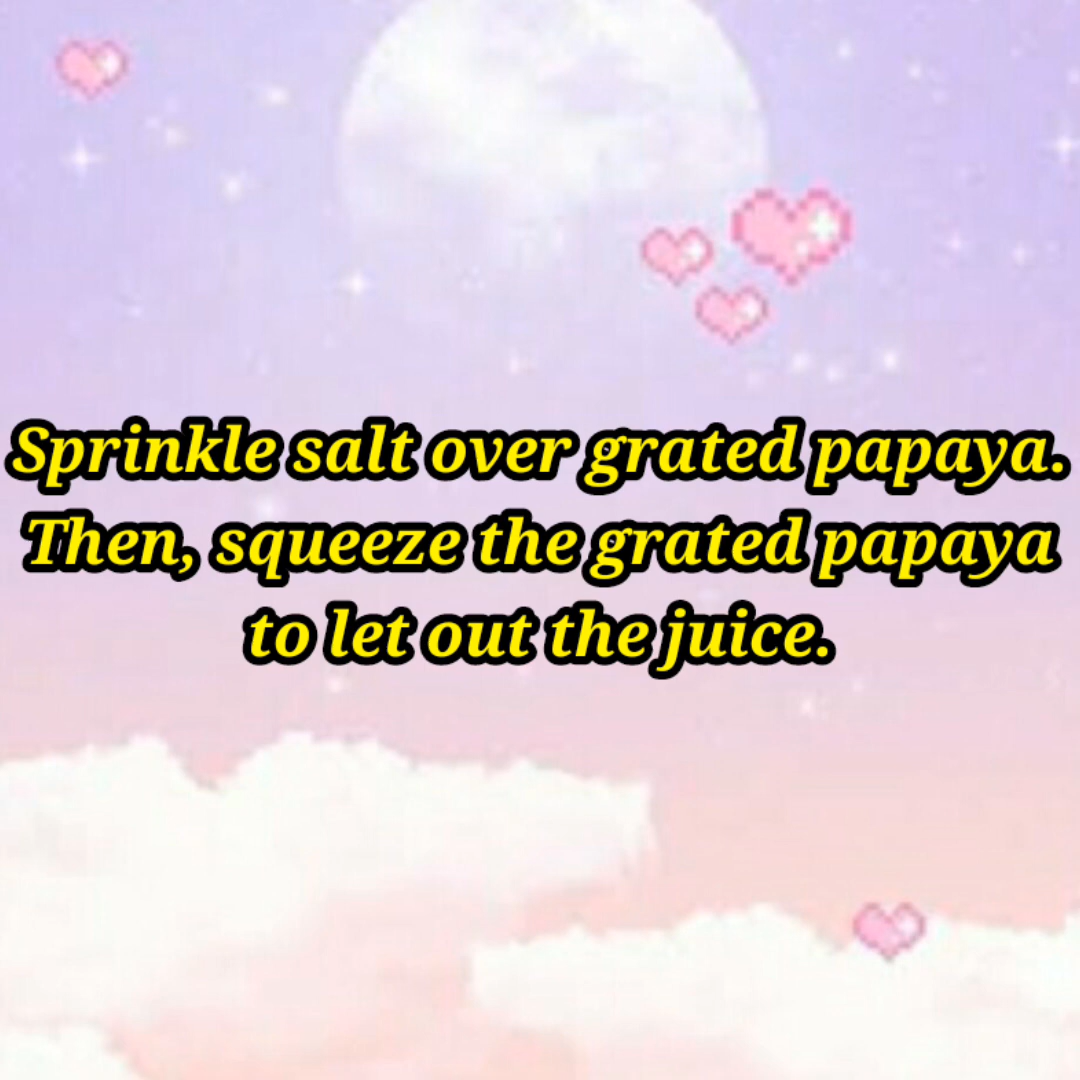 Sprinkle salt over grated papaya.
Then, squeeze the grated papaya
to let out the juice.